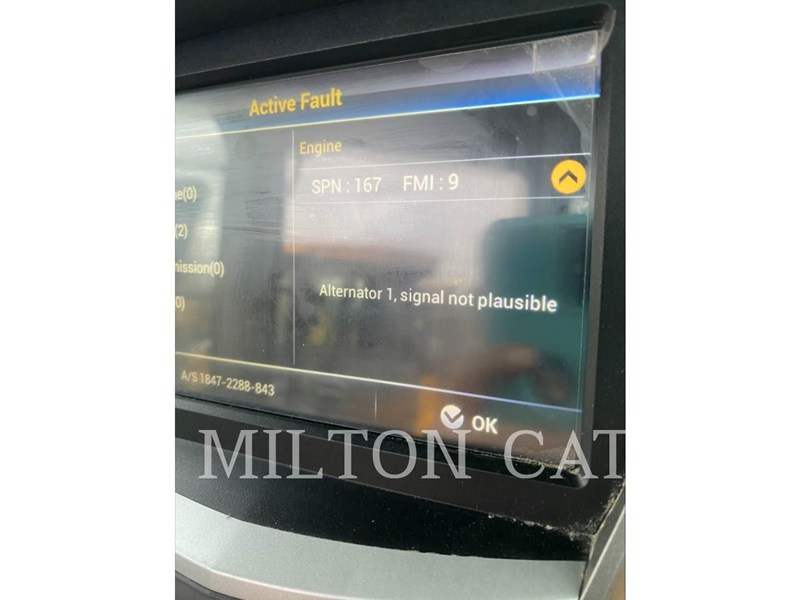 Active Fault
Engine
SPN : 167 FMI : 9
(0)
(2)
mission(0)
0)
Alternator 1, signal not plausible
A/S 1847-2288-843
OK
MILTON CAT